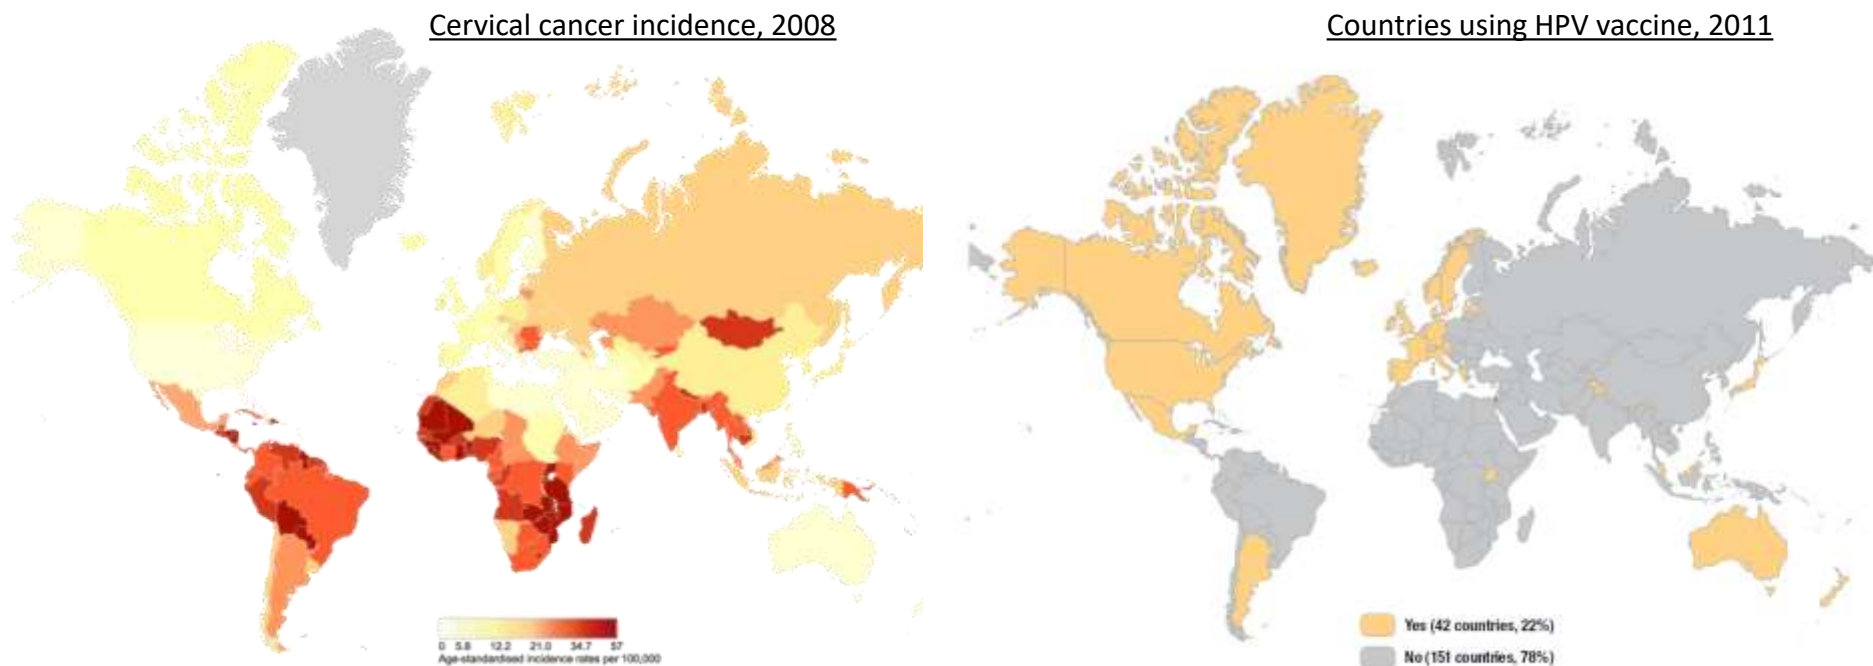 Cervical cancer incidence, 2008
Countries using HPV vaccine, 2011
0 5.8 12.2 21.0 34.7 57
Age-standardised incidence rates per 100,000
Yes (42 countries, 22%)
No (151 countries, 78%)